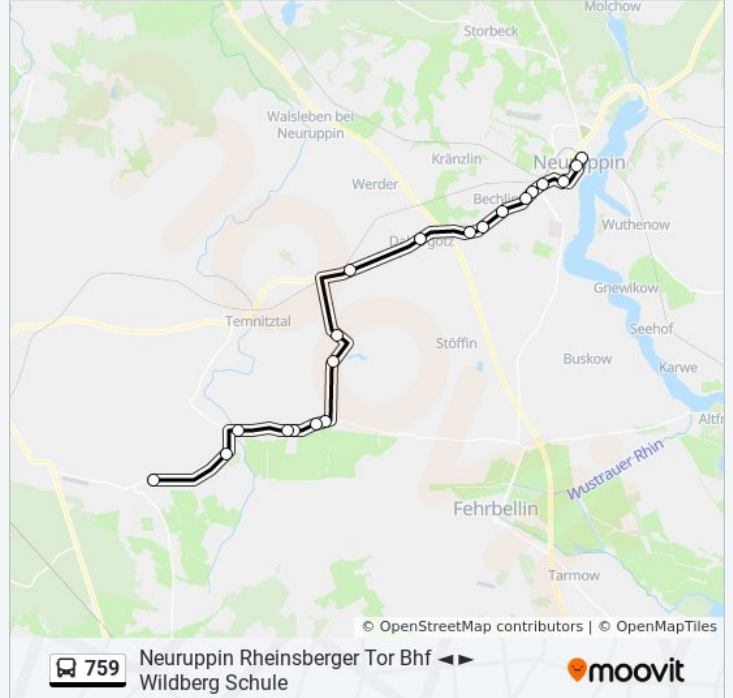 Molchow
Storbeck
Walsleben bei
Neuruppin
Kränzlin
Neuruppin
Werder
Wuthenow
Gnewikow
Temnitztal
Seehof
Stöffin
Buskow
Karwe
Wustrauer Rhin
Fehrbellin
Tarmow
© OpenStreetMap contributors | © OpenMapTiles
759
Neuruppin Rheinsberger Tor Bhf ◄ ►
Wildberg Schule
moovit